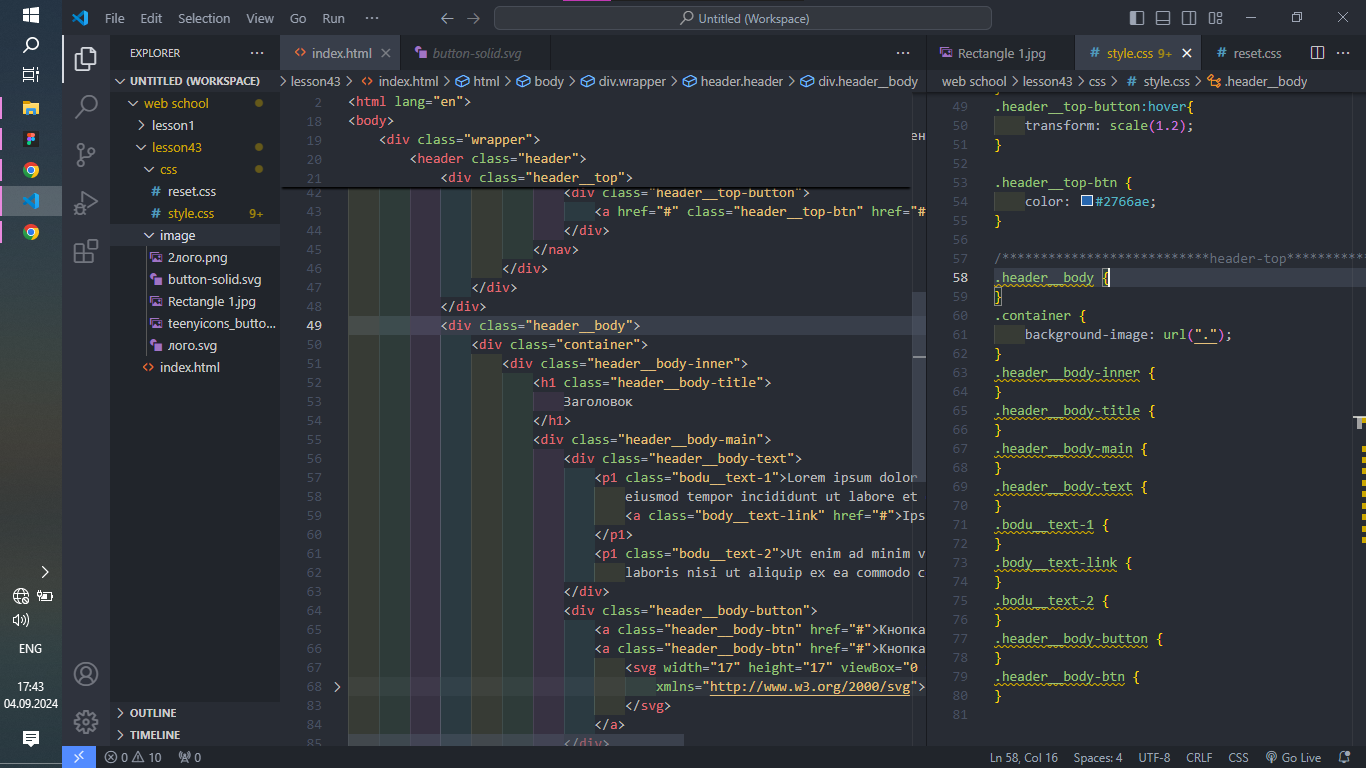 File Edit Selection View Go Run ··· Untitled (Workspace)
EXPLORER ···
UNTITLED (WORKSPACE)
web school
lesson1
lesson43
css
reset.css
style.css 9+
image
2лого.png
button-solid.svg
Rectangle 1.jpg
teenyicons_butto...
лого.svg
index.html
OUTLINE
TIMELINE
index.html button-solid.svg ···
lesson43 > index.html > html > body > div.wrapper > header.header > div.header__body
2 <html lang="en">
18 <body>
19 <div class="wrapper">
20 <header class="header">
21 <div class="header__top">
42 <div class="header__top-button">
43 <a href="#" class="header__top-btn" href="#
44 </div>
45 </nav>
46 </div>
47 </div>
48 </div>
49 <div class="header__body">
50 <div class="container">
51 <div class="header__body-inner">
52 <h1 class="header__body-title">
53 Заголовок
54 </h1>
55 <div class="header__body-main">
56 <div class="header__body-text">
57 <p1 class="bodu__text-1">Lorem ipsum dolor
58 eiusmod tempor incididunt ut labore et
59 <a class="body__text-link" href="#">Ips
60 </p1>
61 <p1 class="bodu__text-2">Ut enim ad minim v
62 laboris nisi ut aliquip ex ea commodo c
63 </div>
64 <div class="header__body-button">
65 <a class="header__body-btn" href="#">Кнопка
66 <a class="header__body-btn" href="#">Кнопка
67 <svg width="17" height="17" viewBox="0
68 xmlns="http://www.w3.org/2000/svg">
83 </svg>
84 </a>
85 </div>
Rectangle 1.jpg style.css 9+ reset.css ···
web school > lesson43 > css > style.css > .header__body
49 .header__top-button:hover{
50 transform: scale(1.2);
51 }
52
53 .header__top-btn {
54 color: #2766ae;
55 }
56
57 /***************************header-top***********
58 .header__body {
59 }
60 .container {
61 background-image: url(".");
62 }
63 .header__body-inner {
64 }
65 .header__body-title {
66 }
67 .header__body-main {
68 }
69 .header__body-text {
70 }
71 .bodu__text-1 {
72 }
73 .body__text-link {
74 }
75 .bodu__text-2 {
76 }
77 .header__body-button {
78 }
79 .header__body-btn {
80 }
81
ENG
17:43
04.09.2024
0 10 0
Ln 58, Col 16 Spaces: 4 UTF-8 CRLF CSS Go Live